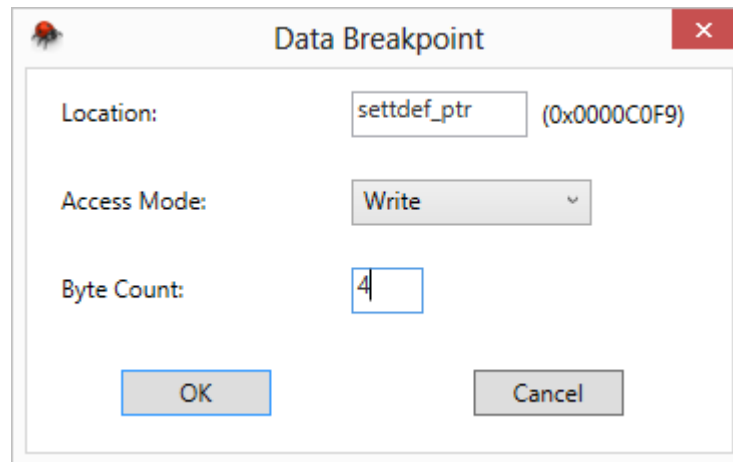 Data Breakpoint
Location: settdef_ptr (0x0000C0F9)
Access Mode: Write
Byte Count: 4
OK Cancel